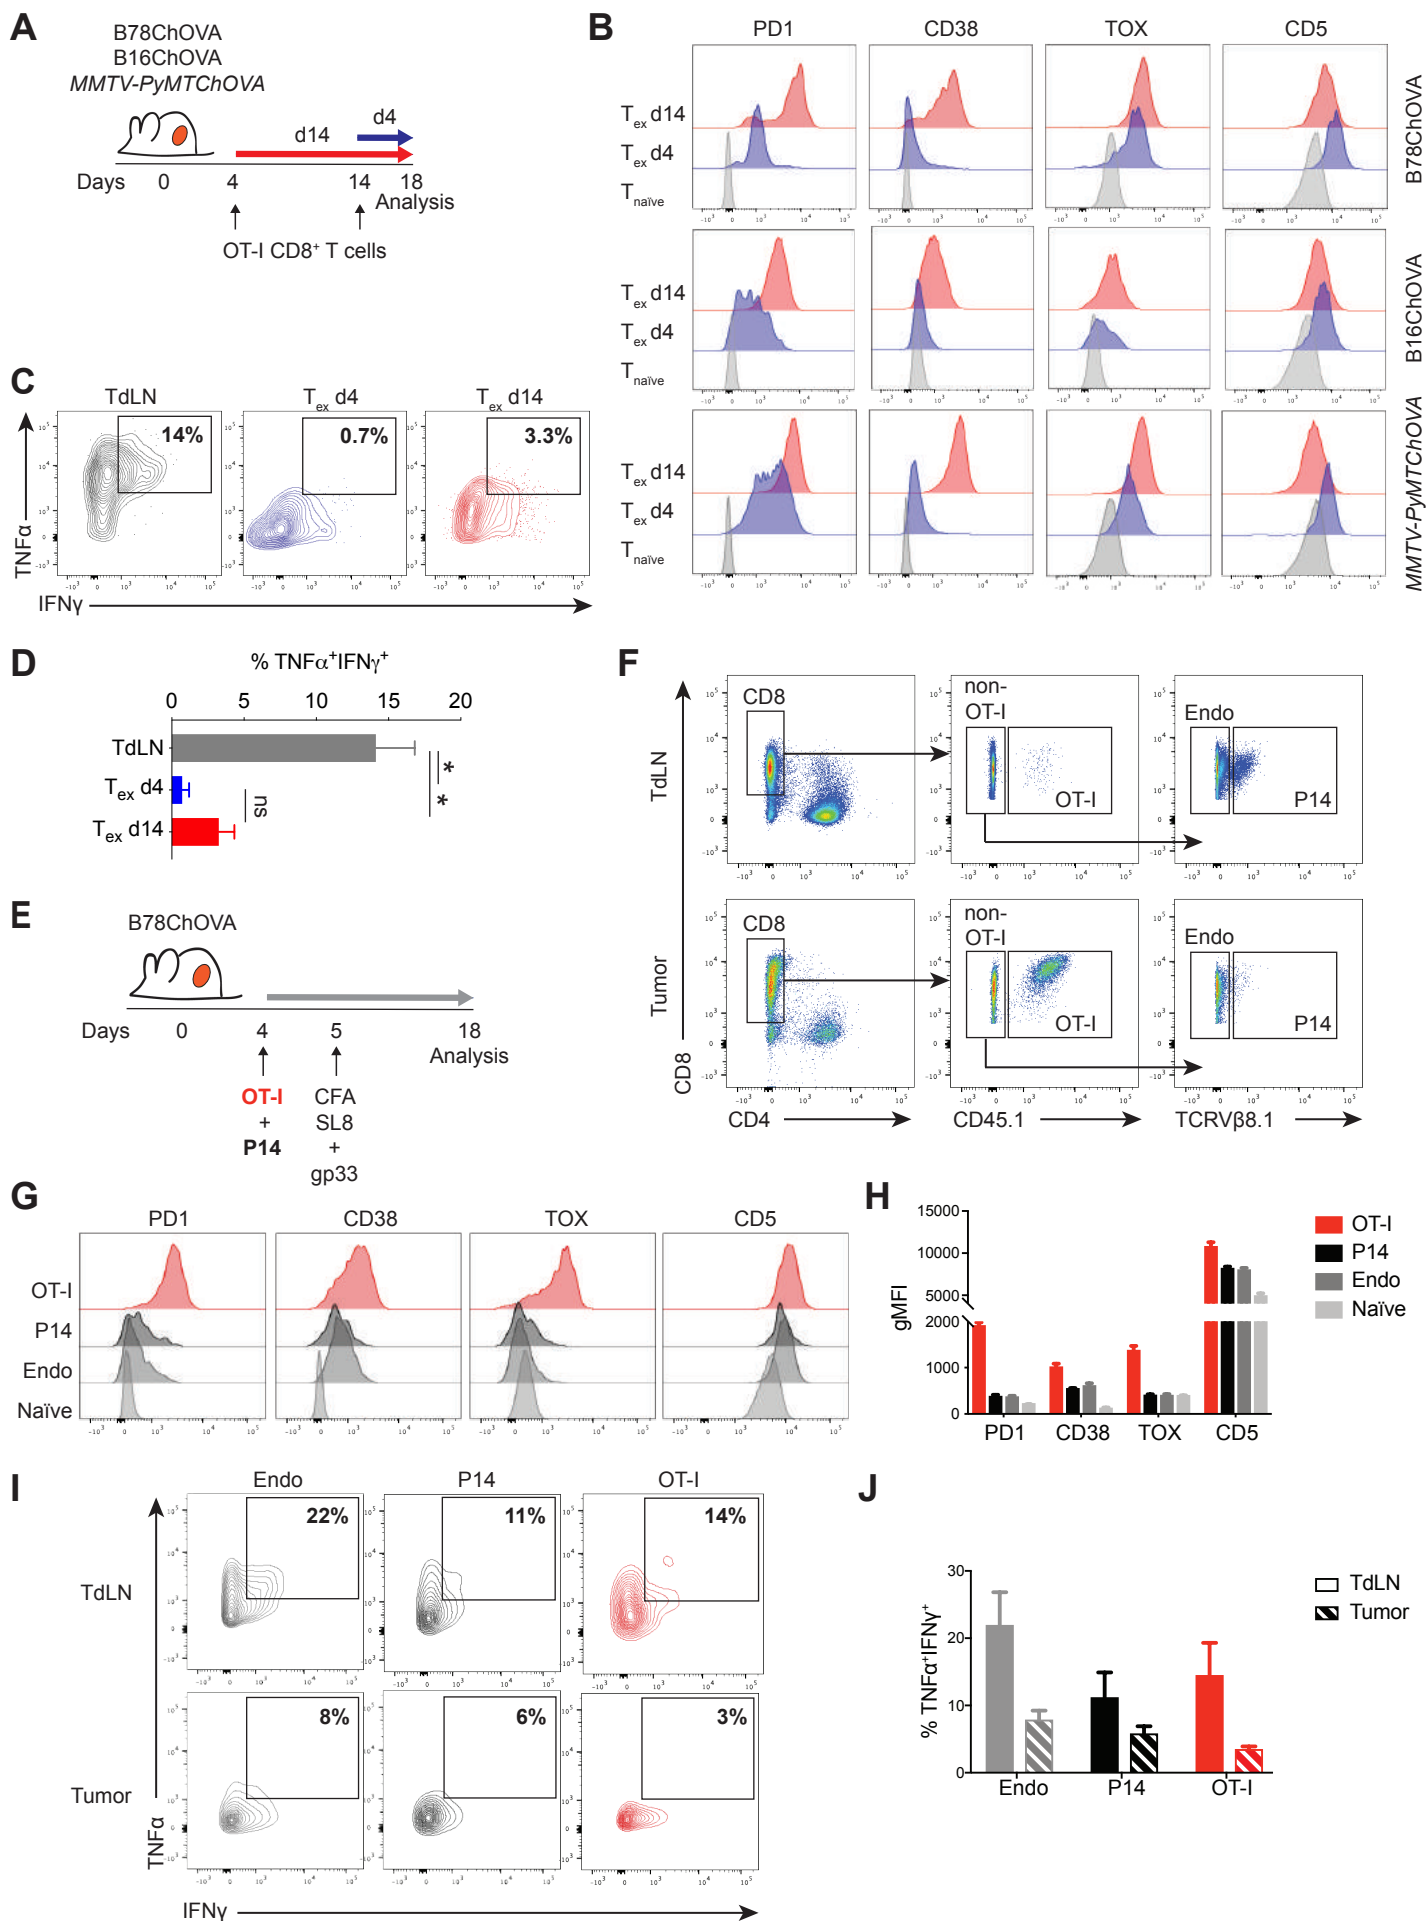 A
B78ChOVA
B16ChOVA
MMTV-PyMTChOVA
d4
d14
Days 0 4 14 18
Analysis
OT-I CD8+ T cells
B
PD1 CD38 TOX CD5
Tex d14
Tex d4
Tnaïve
B78ChOVA
Tex d14
Tex d4
Tnaïve
B16ChOVA
Tex d14
Tex d4
Tnaïve
MMTV-PyMTChOVA
C
TdLN Tex d4 Tex d14
14% 0.7% 3.3%
TNFα
IFNγ
D
% TNFα+IFNγ+
0 5 10 15 20
TdLN
Tex d4
Tex d14
*
*
ns
E
B78ChOVA
Days 0 4 5 18
Analysis
OT-I CFA
+ SL8
P14 +
gp33
F
TdLN
CD8
non-
OT-I
OT-I
Endo
P14
Tumor
CD8
non-
OT-I
OT-I
Endo
P14
CD8
CD4 CD45.1 TCRVβ8.1
G
PD1 CD38 TOX CD5
OT-I
P14
Endo
Naïve
H
gMFI
15000
10000
5000
2000
1000
0
PD1 CD38 TOX CD5
OT-I
P14
Endo
Naïve
I
Endo P14 OT-I
TdLN
22% 11% 14%
Tumor
8% 6% 3%
TNFα
IFNγ
J
% TNFα+IFNγ+
30
20
10
0
Endo P14 OT-I
TdLN
Tumor